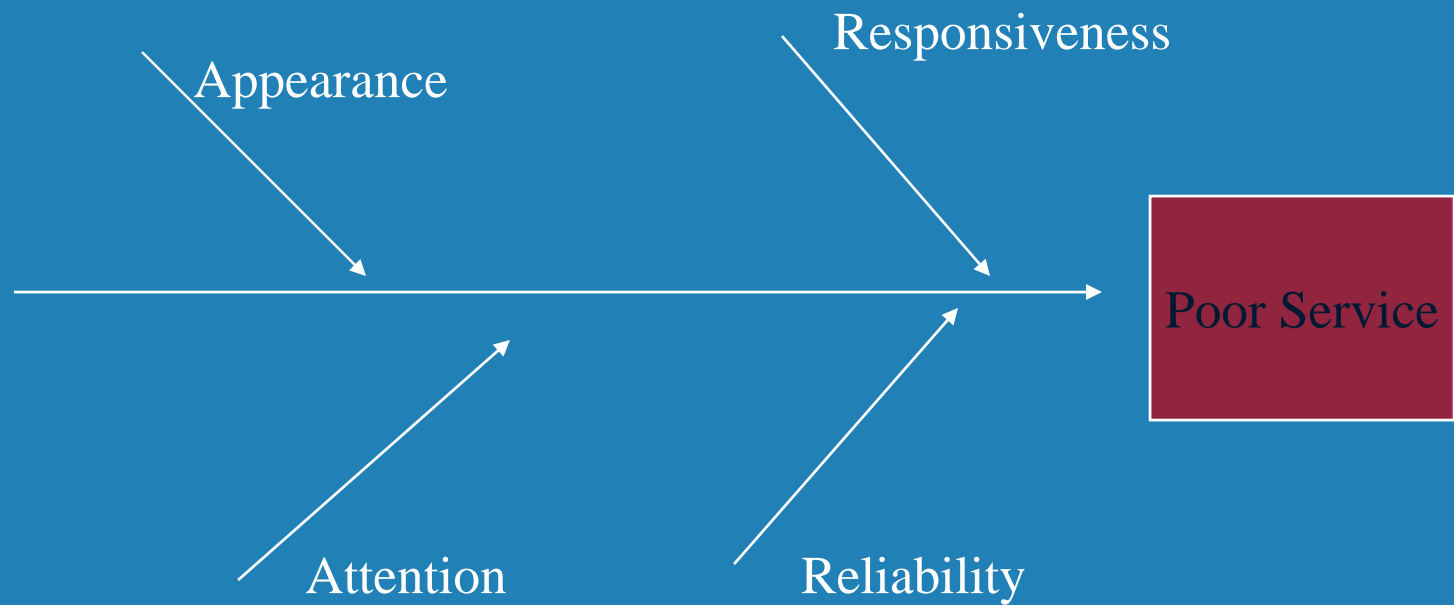 Responsiveness
Appearance
Poor Service
Attention
Reliability